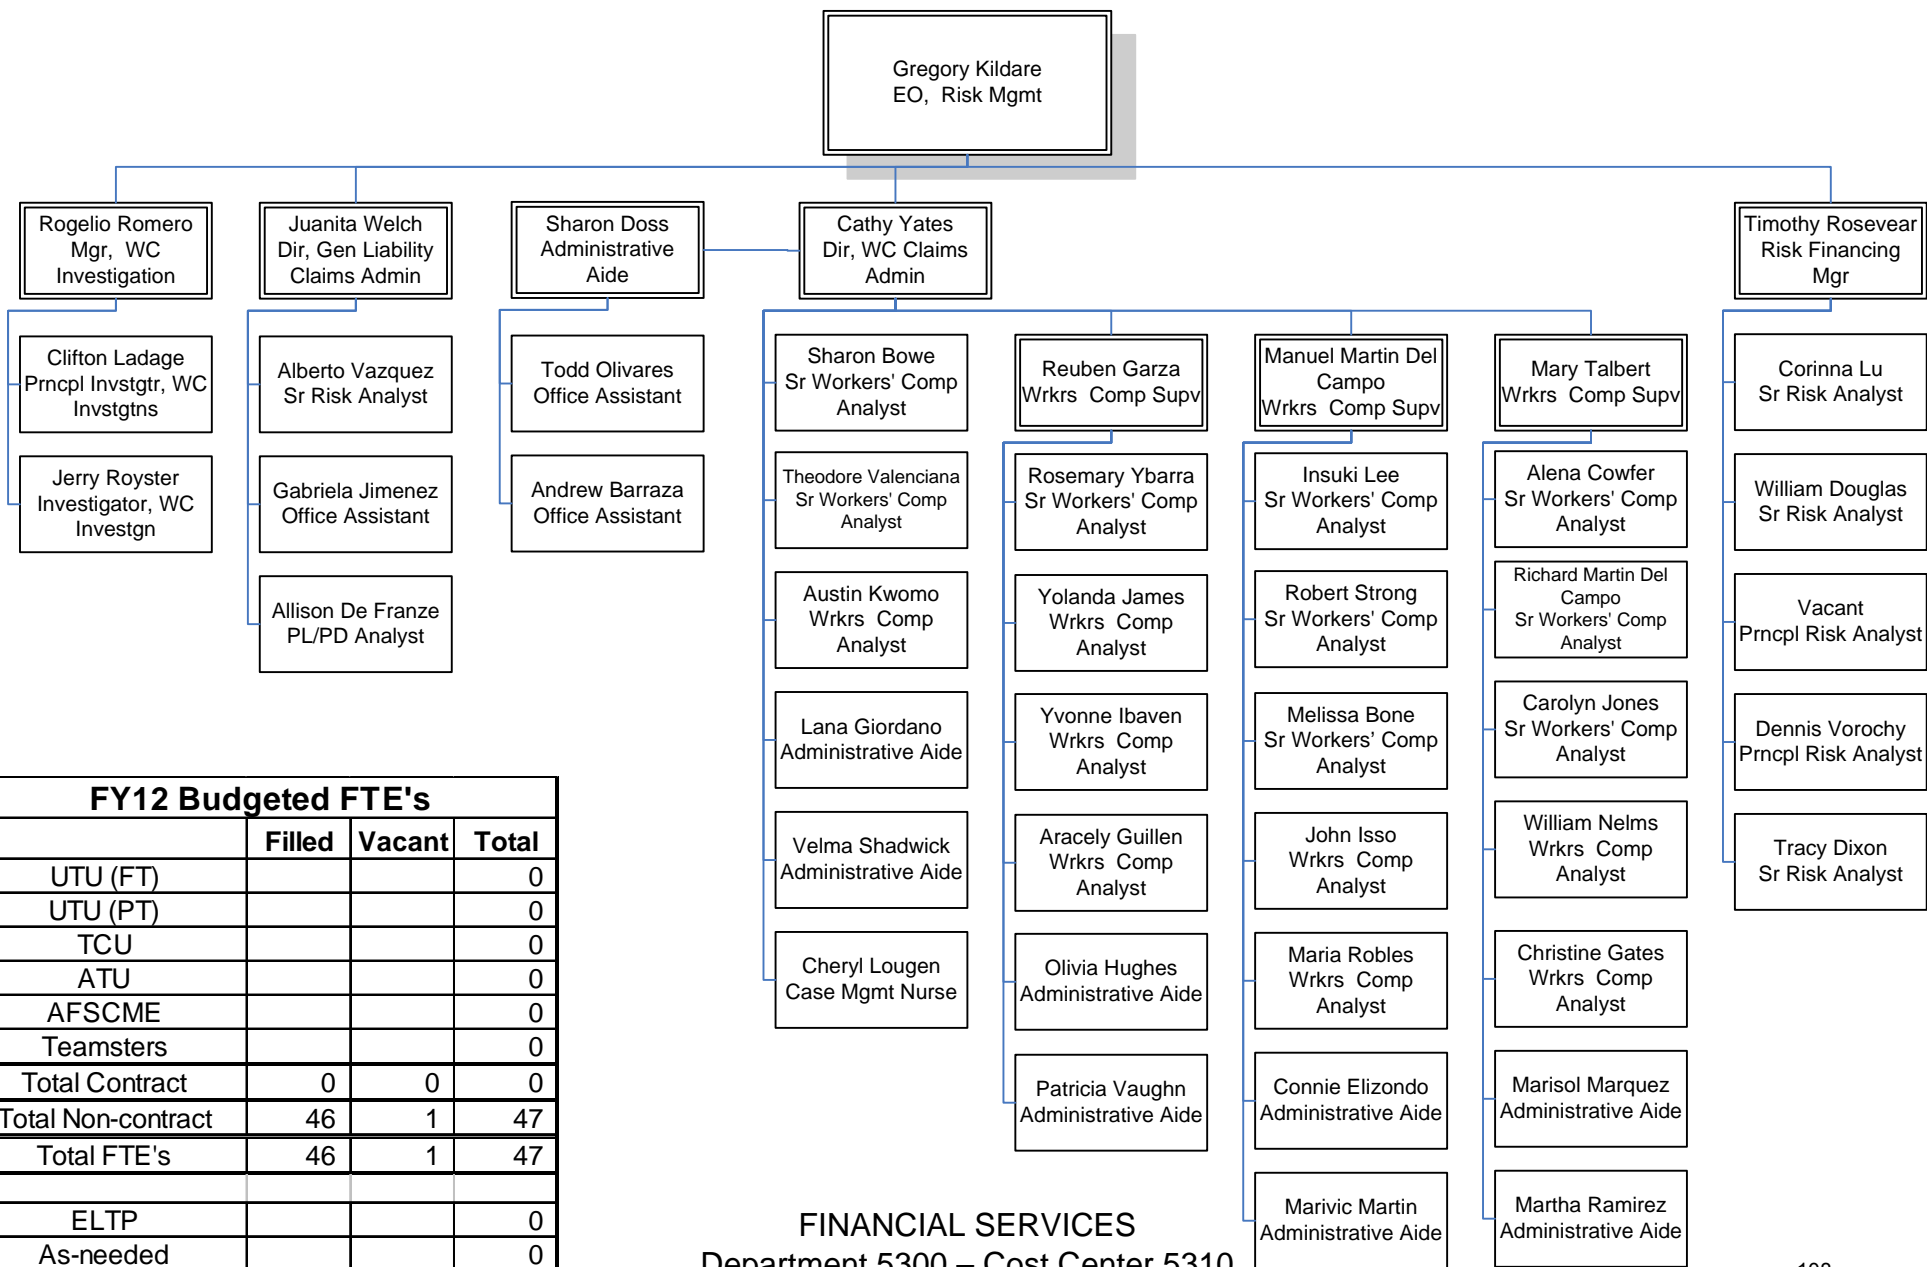 Gregory Kildare
EO, Risk Mgmt
Rogelio Romero
Mgr, WC
Investigation
Juanita Welch
Dir, Gen Liability
Claims Admin
Sharon Doss
Administrative
Aide
Cathy Yates
Dir, WC Claims
Admin
Timothy Rosevear
Risk Financing
Mgr
Clifton Ladage
Prncpl Invstgtr, WC
Invstgtns
Jerry Royster
Investigator, WC
Investgn
Alberto Vazquez
Sr Risk Analyst
Gabriela Jimenez
Office Assistant
Allison De Franze
PL/PD Analyst
Todd Olivares
Office Assistant
Andrew Barraza
Office Assistant
Sharon Bowe
Sr Workers' Comp
Analyst
Theodore Valenciana
Sr Workers' Comp
Analyst
Austin Kwomo
Wrkrs Comp
Analyst
Lana Giordano
Administrative Aide
Velma Shadwick
Administrative Aide
Cheryl Lougen
Case Mgmt Nurse
Reuben Garza
Wrkrs Comp Supv
Rosemary Ybarra
Sr Workers' Comp
Analyst
Yolanda James
Wrkrs Comp
Analyst
Yvonne Ibaven
Wrkrs Comp
Analyst
Aracely Guillen
Wrkrs Comp
Analyst
Olivia Hughes
Administrative Aide
Patricia Vaughn
Administrative Aide
Manuel Martin Del
Campo
Wrkrs Comp Supv
Insuki Lee
Sr Workers' Comp
Analyst
Robert Strong
Sr Workers' Comp
Analyst
Melissa Bone
Sr Workers’ Comp
Analyst
John Isso
Wrkrs Comp
Analyst
Maria Robles
Wrkrs Comp
Analyst
Connie Elizondo
Administrative Aide
Marivic Martin
Administrative Aide
Mary Talbert
Wrkrs Comp Supv
Alena Cowfer
Sr Workers' Comp
Analyst
Richard Martin Del
Campo
Sr Workers' Comp
Analyst
Carolyn Jones
Sr Workers' Comp
Analyst
William Nelms
Wrkrs Comp
Analyst
Christine Gates
Wrkrs Comp
Analyst
Marisol Marquez
Administrative Aide
Martha Ramirez
Administrative Aide
Corinna Lu
Sr Risk Analyst
William Douglas
Sr Risk Analyst
Vacant
Prncpl Risk Analyst
Dennis Vorochy
Prncpl Risk Analyst
Tracy Dixon
Sr Risk Analyst
FY12 Budgeted FTE's
Filled Vacant Total
UTU (FT) 0
UTU (PT) 0
TCU 0
ATU 0
AFSCME 0
Teamsters 0
Total Contract 0 0 0
Total Non-contract 46 1 47
Total FTE's 46 1 47
ELTP 0
As-needed 0
FINANCIAL SERVICES
Department 5300 – Cost Center 5310